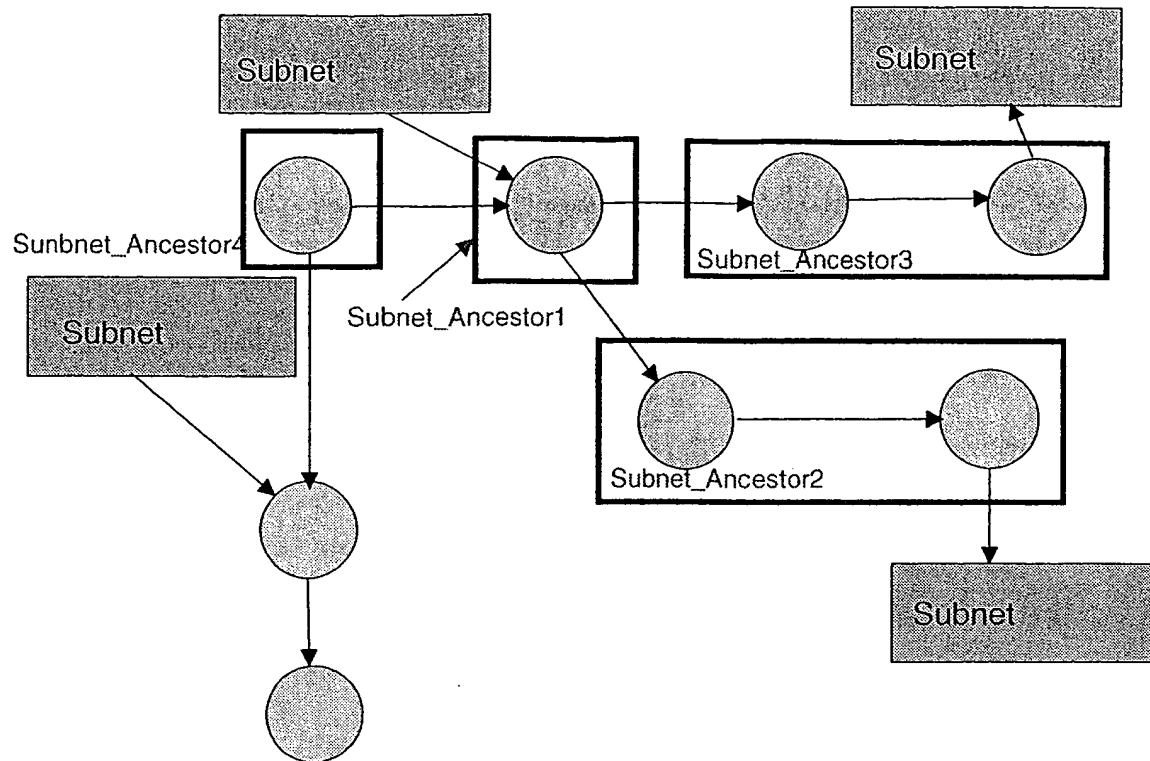 Subnet
Subnet
Sunbnet_Ancestor4
Subnet_Ancestor3
Subnet
Subnet_Ancestor1
Subnet_Ancestor2
Subnet